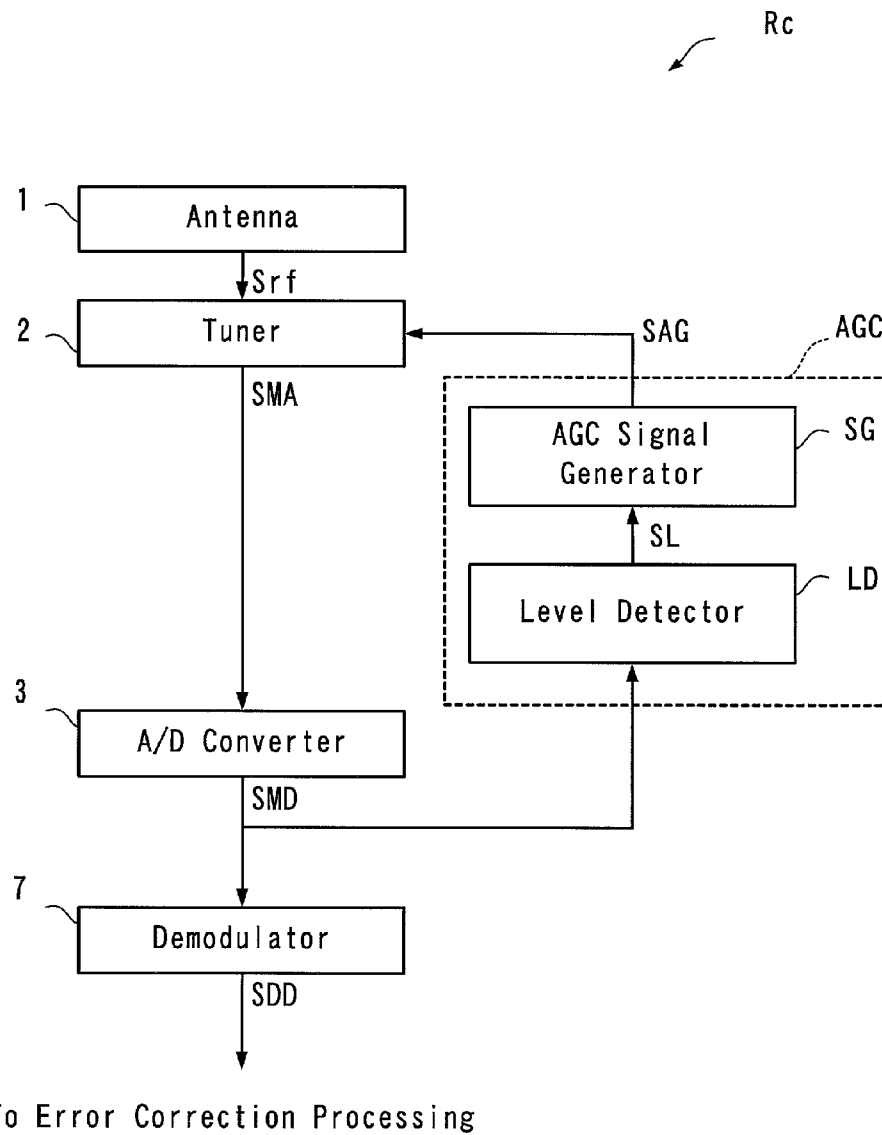 Rc
1
Antenna
Srf
2
Tuner
SAG
AGC
SMA
AGC Signal
Generator
SG
SL
LD
Level Detector
3
A/D Converter
SMD
7
Demodulator
SDD
To Error Correction Processing